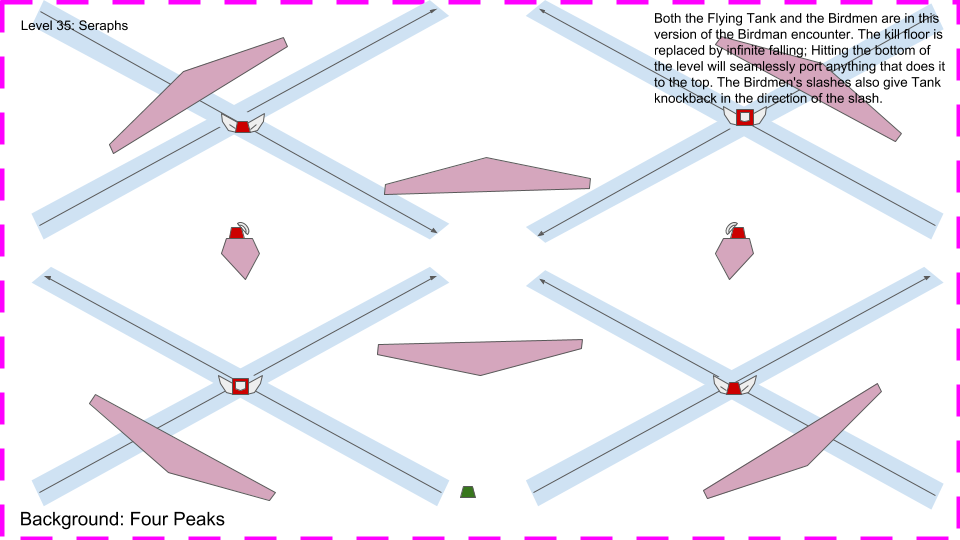 Level 35: Seraphs
Both the Flying Tank and the Birdmen are in this
version of the Birdman encounter. The kill floor is
replaced by infinite falling; Hitting the bottom of
the level will seamlessly port anything that does it
to the top. The Birdmen's slashes also give Tank
knockback in the direction of the slash.
Background: Four Peaks